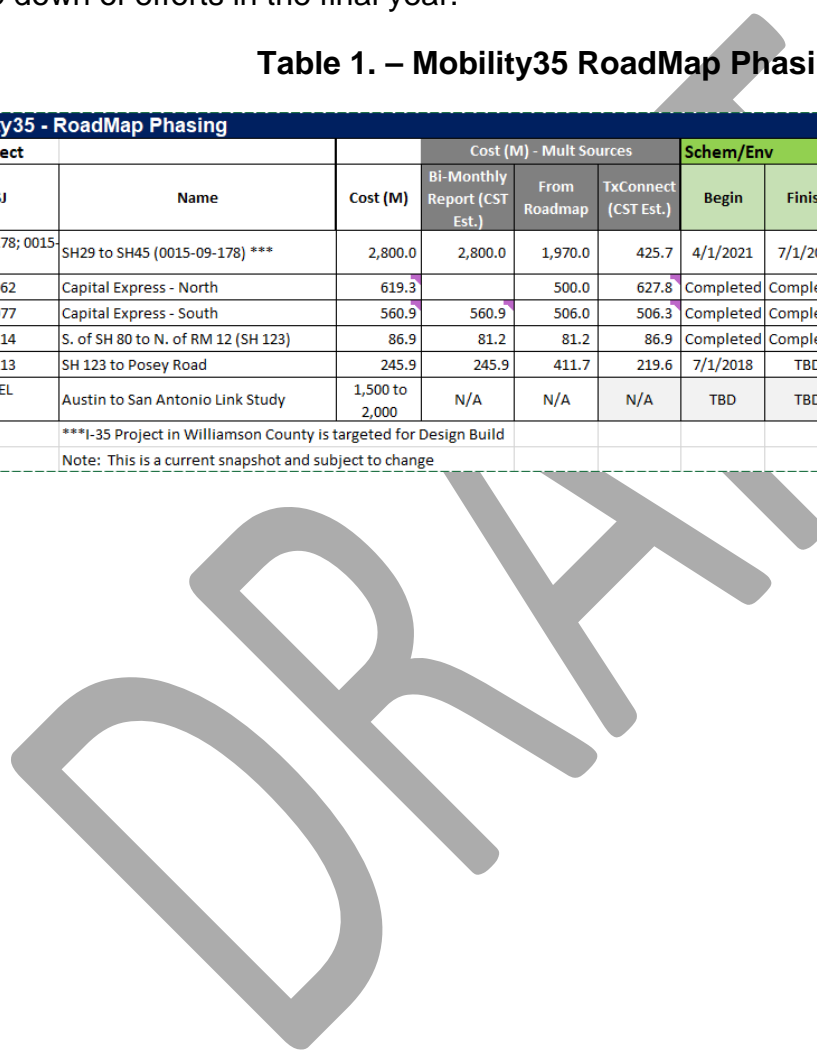 down of efforts in the final year.
Table 1. – Mobility35 RoadMap Phasi
y35 - RoadMap Phasing
ect Cost (M) - Mult Sources Schem/Env
J Name Cost (M) Bi-Monthly Report (CST Est.) From Roadmap TxConnect (CST Est.) Begin Finis
78; 0015- SH29 to SH45 (0015-09-178) *** 2,800.0 2,800.0 1,970.0 425.7 4/1/2021 7/1/20
62 Capital Express - North 619.3 500.0 627.8 Completed Comple
077 Capital Express - South 560.9 560.9 506.0 506.3 Completed Comple
14 S. of SH 80 to N. of RM 12 (SH 123) 86.9 81.2 81.2 86.9 Completed Comple
13 SH 123 to Posey Road 245.9 245.9 411.7 219.6 7/1/2018 TBD
EL Austin to San Antonio Link Study 1,500 to 2,000 N/A N/A N/A TBD TBD
***I-35 Project in Williamson County is targeted for Design Build
Note: This is a current snapshot and subject to change
DRA